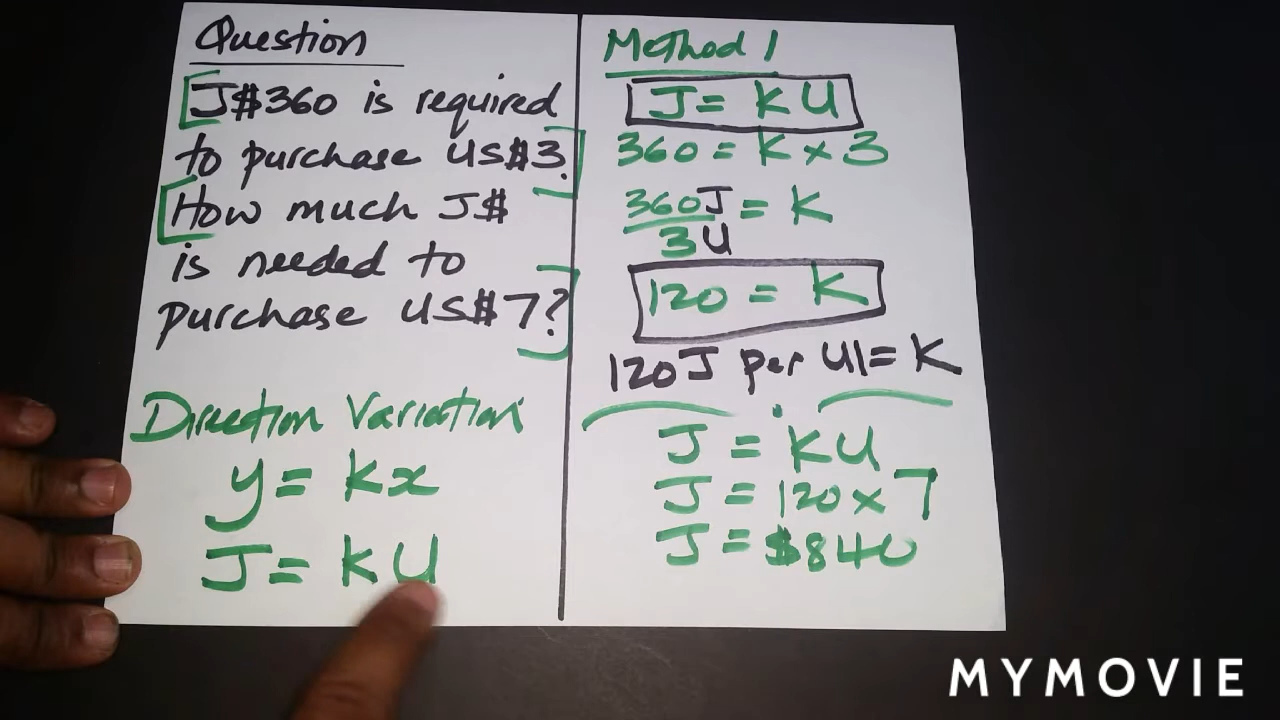 Question
J$360 is required
to purchase US$3.
How much J$
is needed to
purchase US$7?
Direction Variation
y = kx
J = KU
Method 1
J = KU
360 = K x 3
360J = K
3U
120 = K
120J per U1 = K
J = KU
J = 120 x 7
J = $840
MYMOVIE